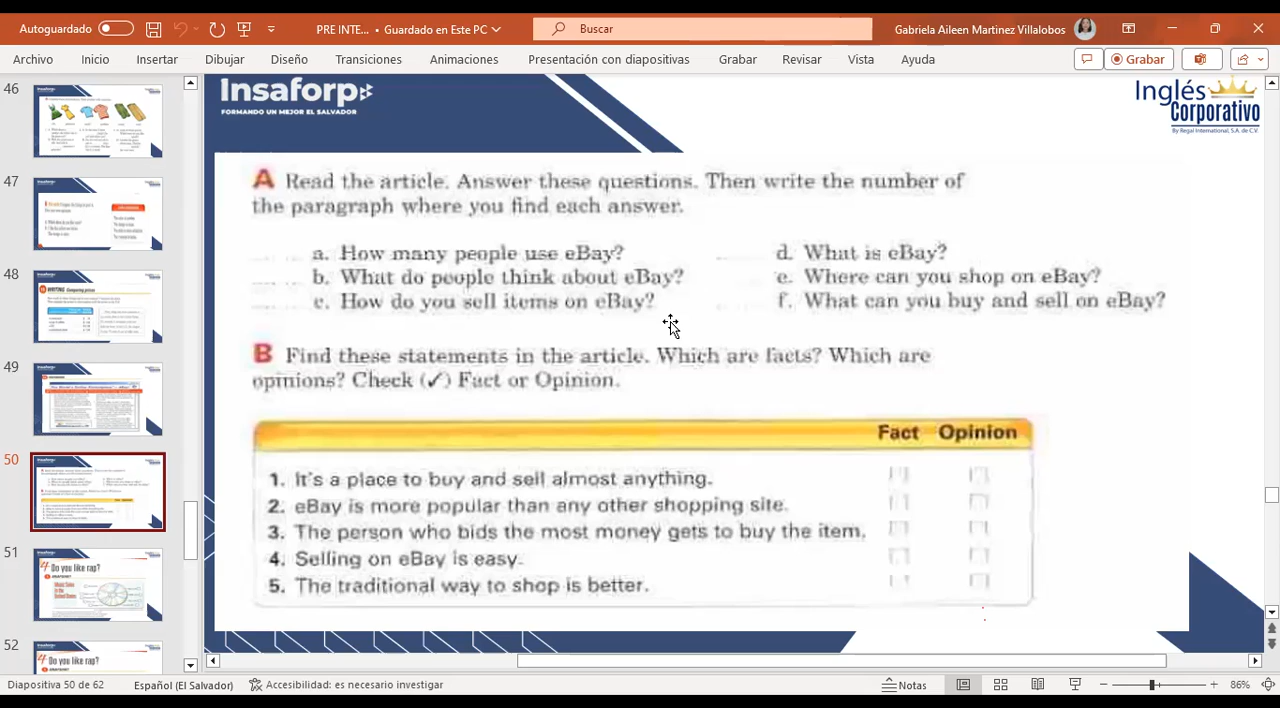 Autoguardado
PRE INTE... • Guardado en Este PC
Buscar
Gabriela Aileen Martinez Villalobos
Archivo Inicio Insertar Dibujar Diseño Transiciones Animaciones Presentación con diapositivas Grabar Revisar Vista Ayuda
Grabar
46
47
48
49
50
51
4 Do you like rap?
52
4 Do you like rap?
Insaforp
FORMANDO UN MEJOR EL SALVADOR
Inglés
Corporativo
By Regal International, S.A. de C.V.
A Read the article. Answer these questions. Then write the number of
the paragraph where you find each answer.
a. How many people use eBay?
b. What do people think about eBay?
c. How do you sell items on eBay?
d. What is eBay?
e. Where can you shop on eBay?
f. What can you buy and sell on eBay?
B Find these statements in the article. Which are facts? Which are
opinions? Check (✓) Fact or Opinion.
Fact Opinion
1. It's a place to buy and sell almost anything.
2. eBay is more popular than any other shopping site.
3. The person who bids the most money gets to buy the item.
4. Selling on eBay is easy.
5. The traditional way to shop is better.
Diapositiva 50 de 62
Español (El Salvador)
Accesibilidad: es necesario investigar
Notas
86%